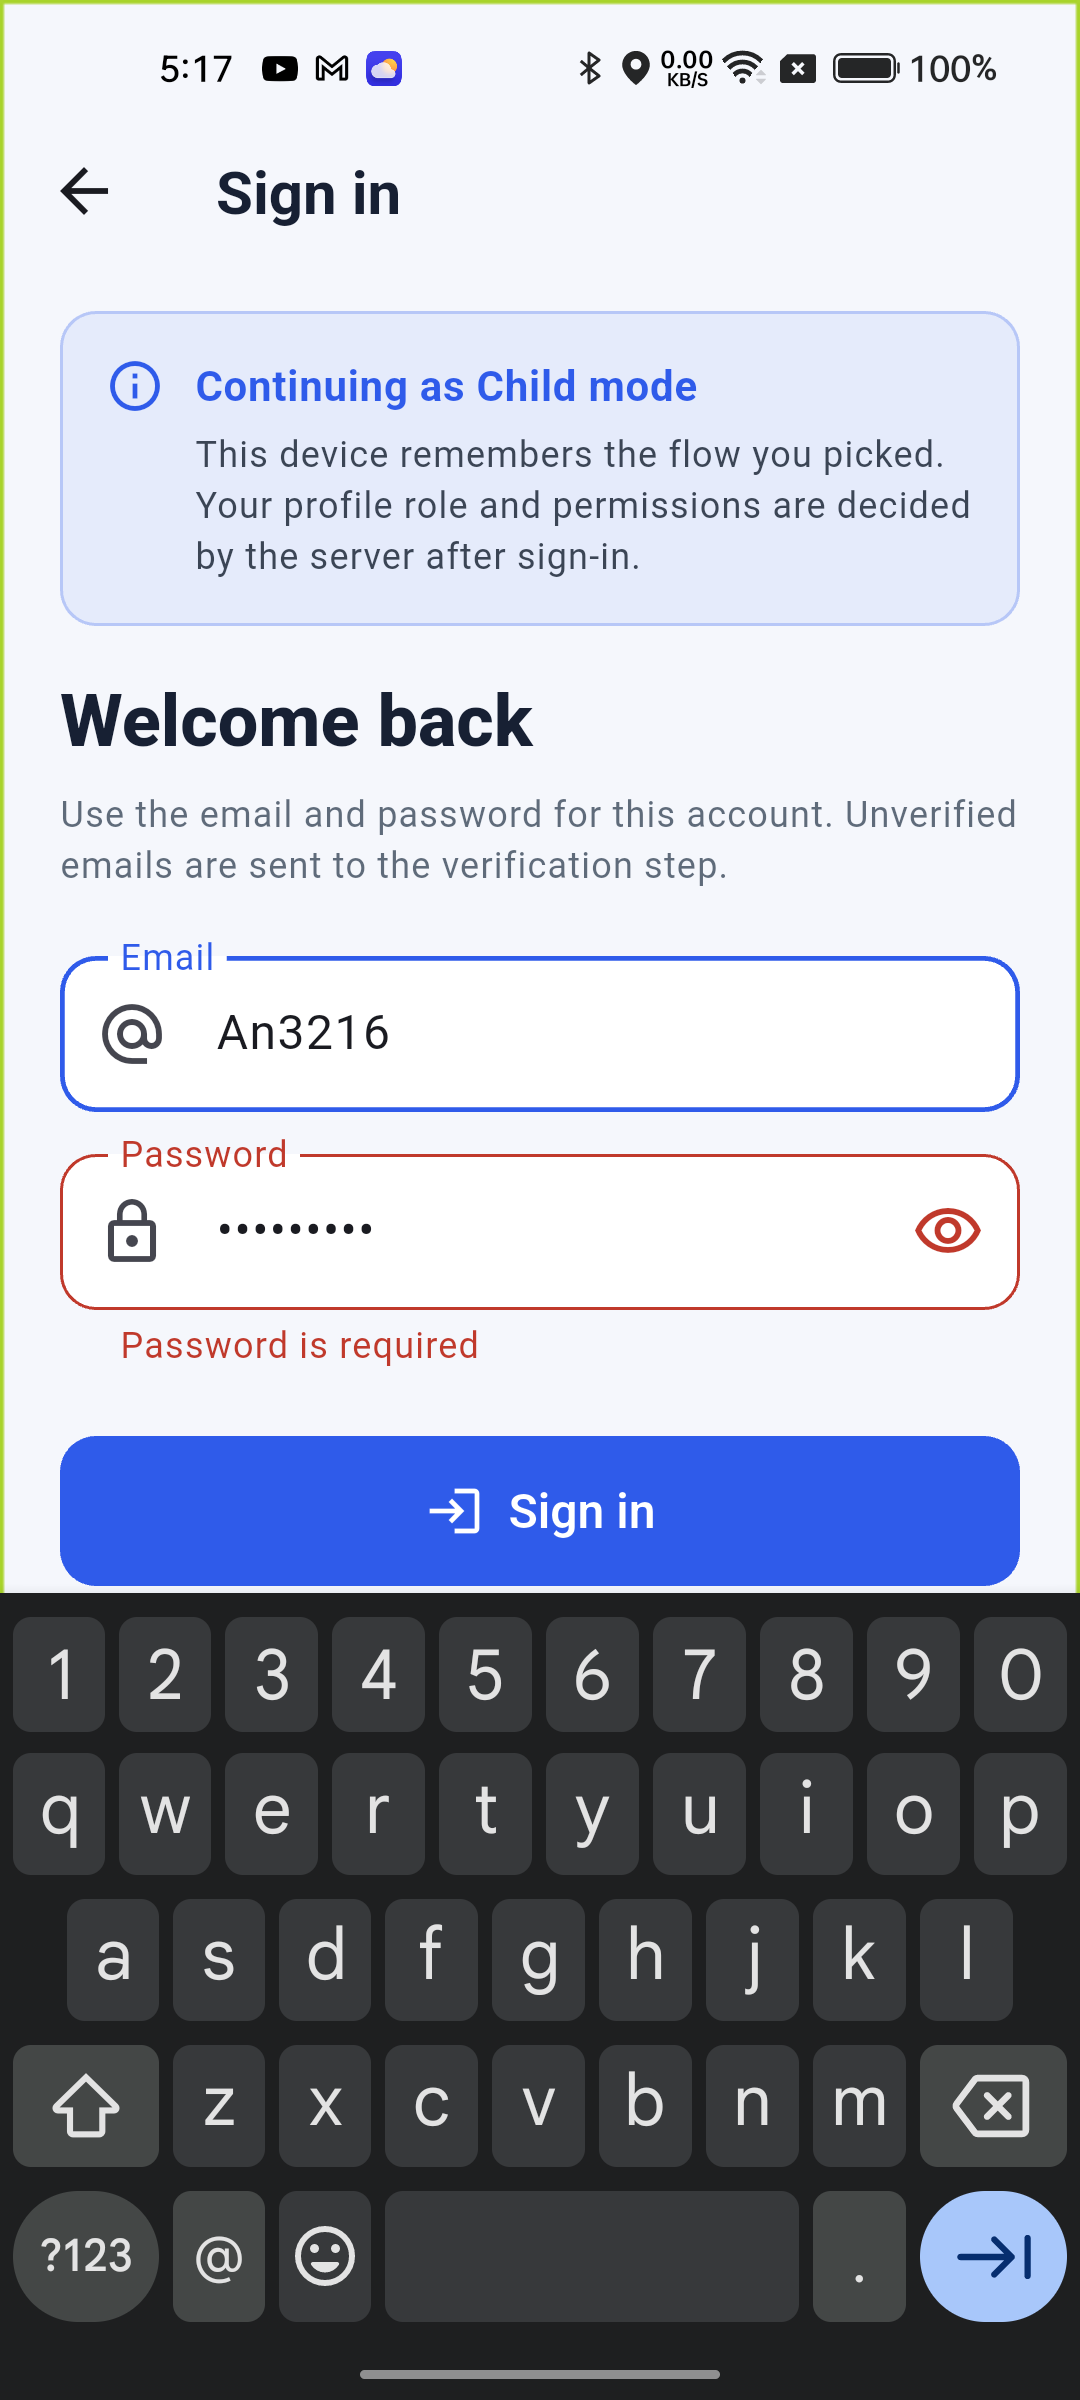 5:17 0.00 KB/S 100%
Sign in
Continuing as Child mode
This device remembers the flow you picked.
Your profile role and permissions are decided
by the server after sign-in.
Welcome back
Use the email and password for this account. Unverified
emails are sent to the verification step.
Email
An3216
Password
•••••••••
Password is required
Sign in
1 2 3 4 5 6 7 8 9 0
q w e r t y u i o p
a s d f g h j k l
z x c v b n m
?123 @ .